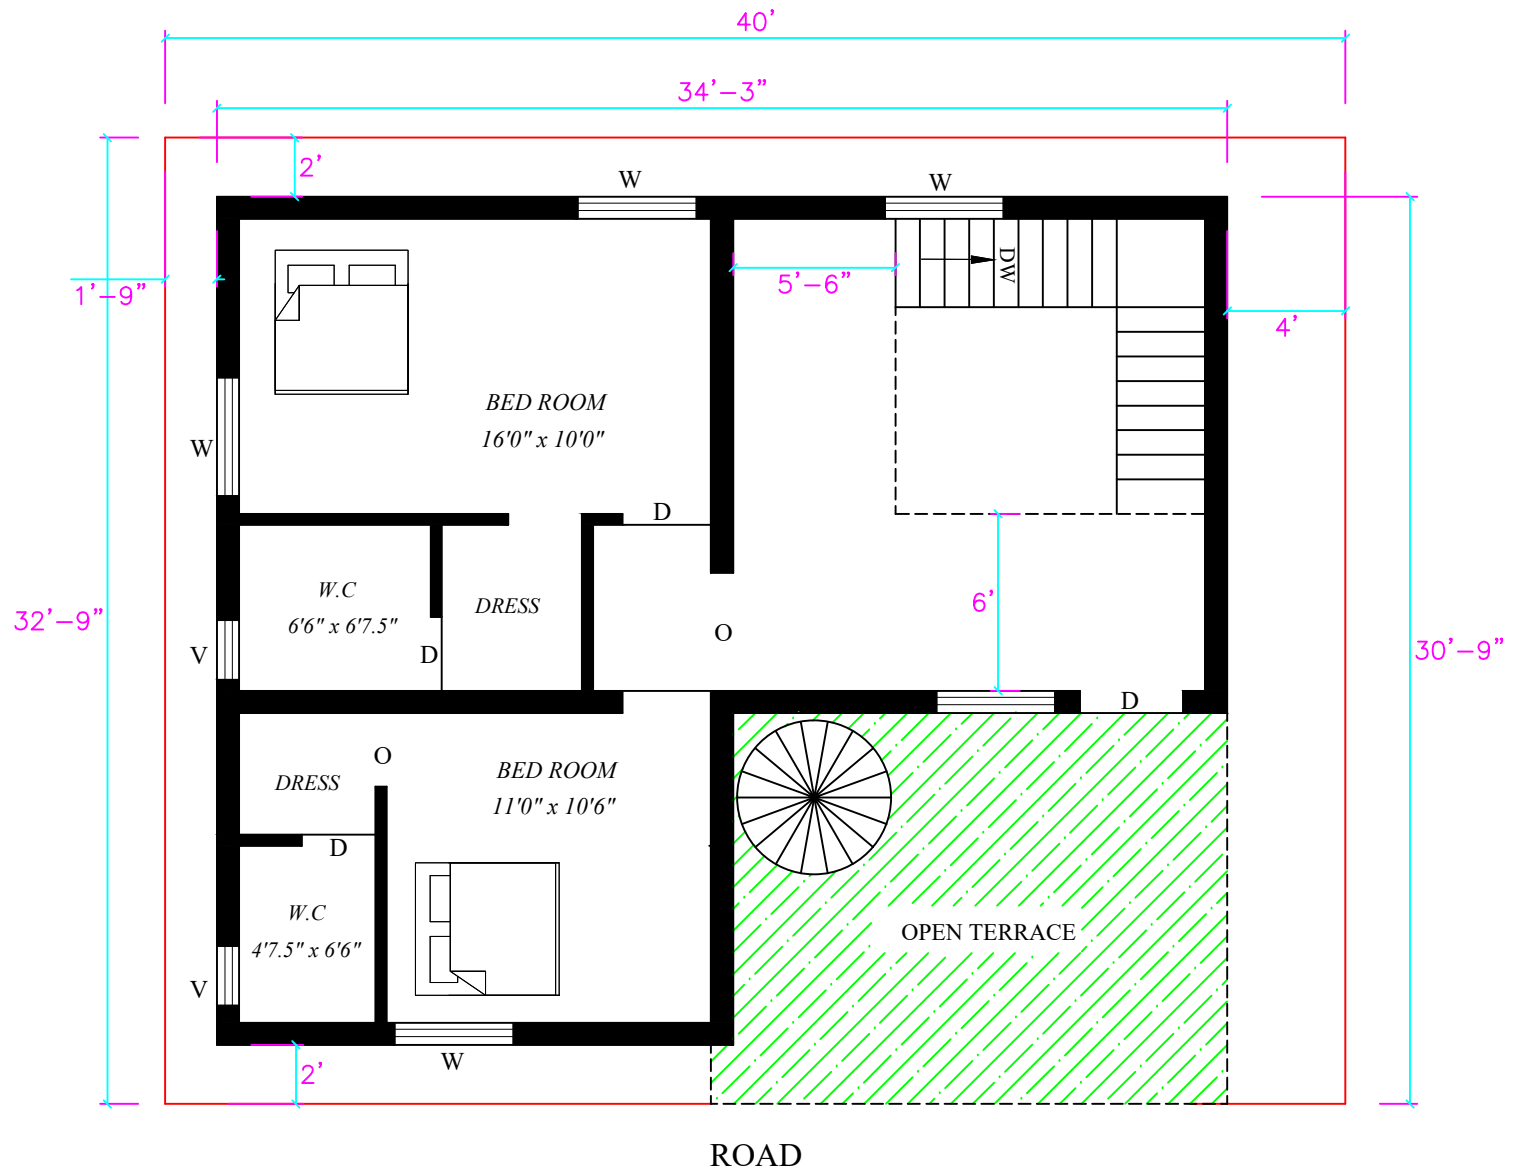 40'
34'-3"
2'
W
W
1'-9"
5'-6"
DW
4'
BED ROOM
16'0" x 10'0"
W
D
W.C
6'6" x 6'7.5"
DRESS
6'
32'-9"
O
30'-9"
V
D
D
O
DRESS
BED ROOM
11'0" x 10'6"
D
W.C
4'7.5" x 6'6"
OPEN TERRACE
V
W
2'
ROAD